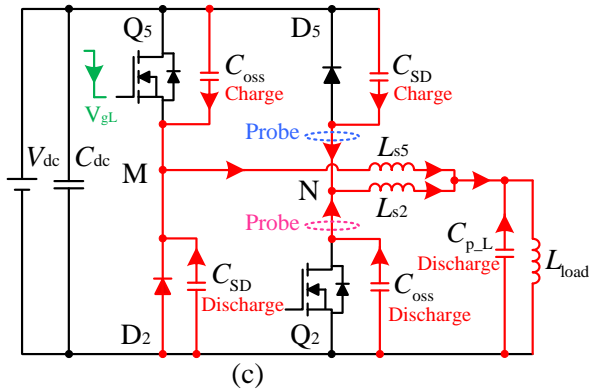 Q5
D5
Coss
Charge
CSD
Charge
VgL
Probe
Vdc
Cdc
M
Ls5
N
Ls2
Probe
Cp_L
Discharge
Lload
CSD
Discharge
Coss
Discharge
D2
Q2
(c)